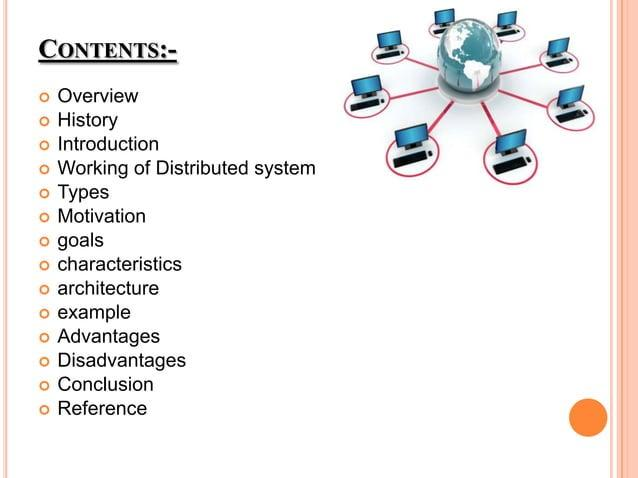 CONTENTS:-
Overview
History
Introduction
Working of Distributed system
Types
Motivation
goals
characteristics
architecture
example
Advantages
Disadvantages
Conclusion
Reference